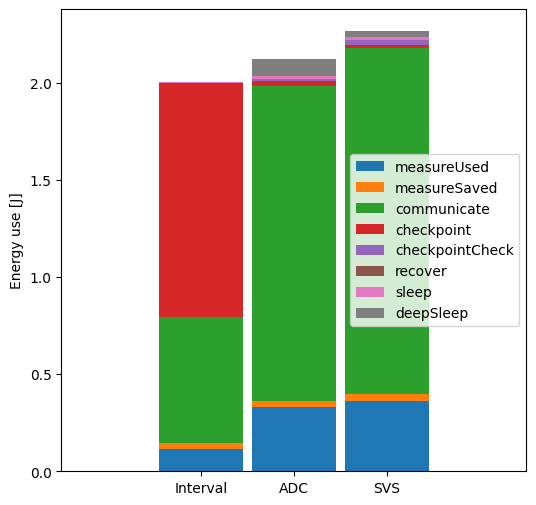 Energy use [J]
2.0
1.5
1.0
0.5
0.0
measureUsed
measureSaved
communicate
checkpoint
checkpointCheck
recover
sleep
deepSleep
Interval ADC SVS